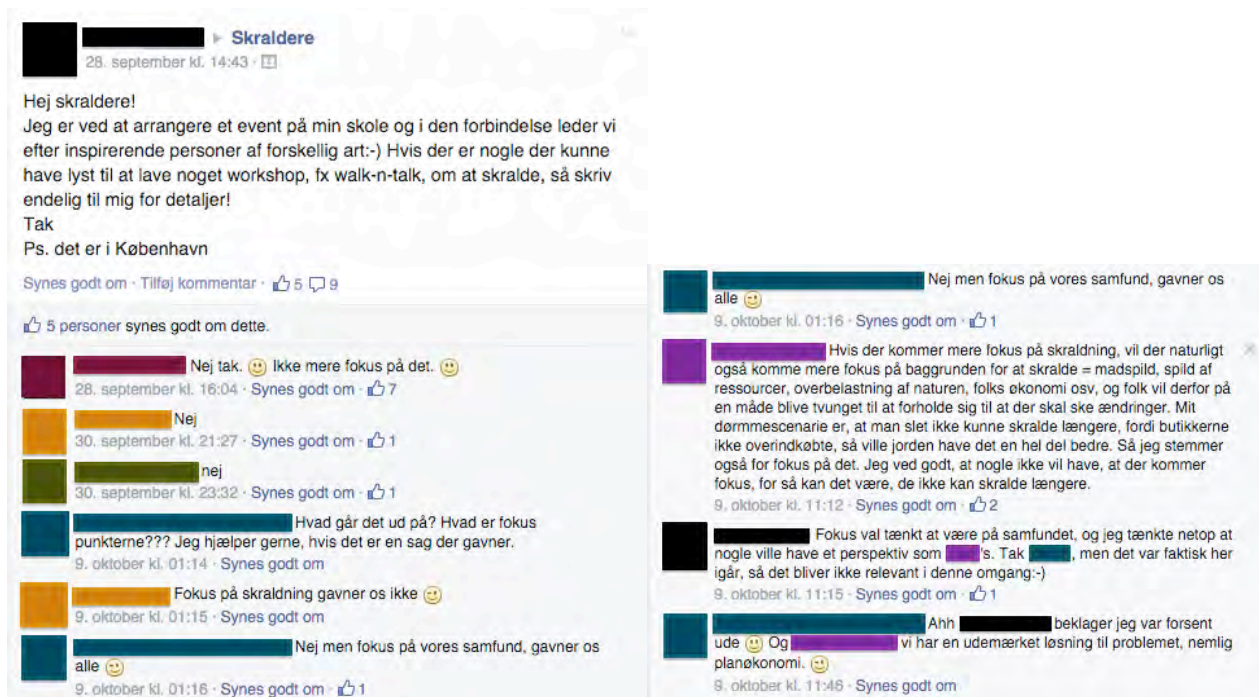 Skraldere
28. september kl. 14:43 ·
Hej skraldere!
Jeg er ved at arrangere et event på min skole og i den forbindelse leder vi
efter inspirerende personer af forskellig art:-) Hvis der er nogle der kunne
have lyst til at lave noget workshop, fx walk-n-talk, om at skralde, så skriv
endelig til mig for detaljer!
Tak
Ps. det er i København
Synes godt om · Tilføj kommentar · 5 9
5 personer synes godt om dette.
Nej tak. Ikke mere fokus på det.
28. september kl. 16:04 · Synes godt om · 7
Nej
30. september kl. 21:27 · Synes godt om · 1
nej
30. september kl. 23:32 · Synes godt om · 1
Hvad går det ud på? Hvad er fokus
punkterne??? Jeg hjælper gerne, hvis det er en sag der gavner.
9. oktober kl. 01:14 · Synes godt om
Fokus på skraldning gavner os ikke
9. oktober kl. 01:15 · Synes godt om
Nej men fokus på vores samfund, gavner os
alle
9. oktober kl. 01:16 · Synes godt om · 1
Nej men fokus på vores samfund, gavner os
alle
9. oktober kl. 01:16 · Synes godt om · 1
Hvis der kommer mere fokus på skraldning, vil der naturligt
også komme mere fokus på baggrunden for at skralde = madspild, spild af
ressourcer, overbelastning af naturen, folks økonomi osv, og folk vil derfor på
en måde blive tvunget til at forholde sig til at der skal ske ændringer. Mit
dørmmescenarie er, at man slet ikke kunne skralde længere, fordi butikkerne
ikke overindkøbte, så ville jorden have det en hel del bedre. Så jeg stemmer
også for fokus på det. Jeg ved godt, at nogle ikke vil have, at der kommer
fokus, for så kan det være, de ikke kan skralde længere.
9. oktober kl. 11:12 · Synes godt om · 2
Fokus val tænkt at være på samfundet, og jeg tænkte netop at
nogle ville have et perspektiv som 's. Tak , men det var faktisk her
igår, så det bliver ikke relevant i denne omgang:-)
9. oktober kl. 11:15 · Synes godt om · 1
Ahh beklager jeg var forsent
ude Og vi har en udemærket løsning til problemet, nemlig
planøkonomi.
9. oktober kl. 11:46 · Synes godt om